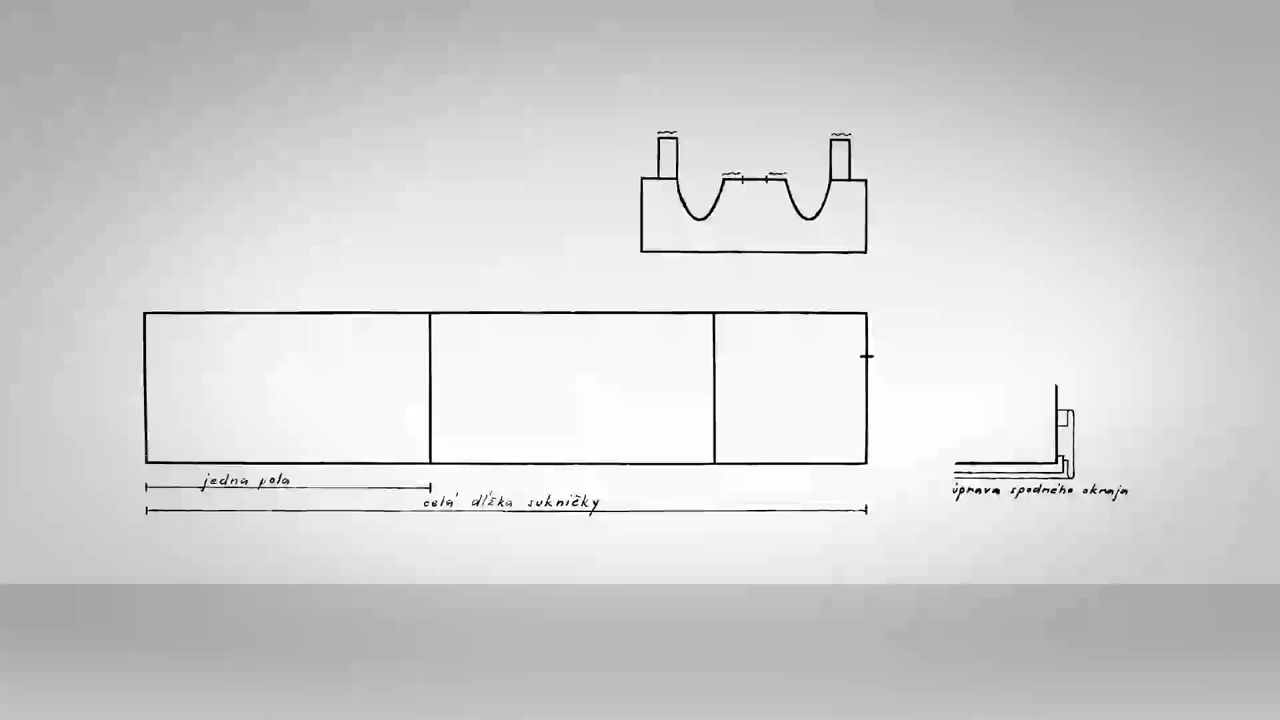 jedna pola
celá dĺžka sukničky
úprava spodného okraja